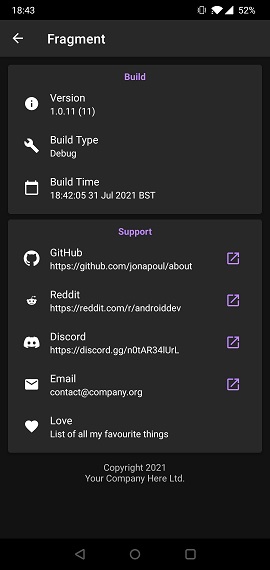 18:43
52%
Fragment
Build
Version
1.0.11 (11)
Build Type
Debug
Build Time
18:42:05 31 Jul 2021 BST
Support
GitHub
https://github.com/jonapoul/about
Reddit
https://reddit.com/r/androiddev
Discord
https://discord.gg/n0tAR34lUrL
Email
contact@company.org
Love
List of all my favourite things
Copyright 2021
Your Company Here Ltd.